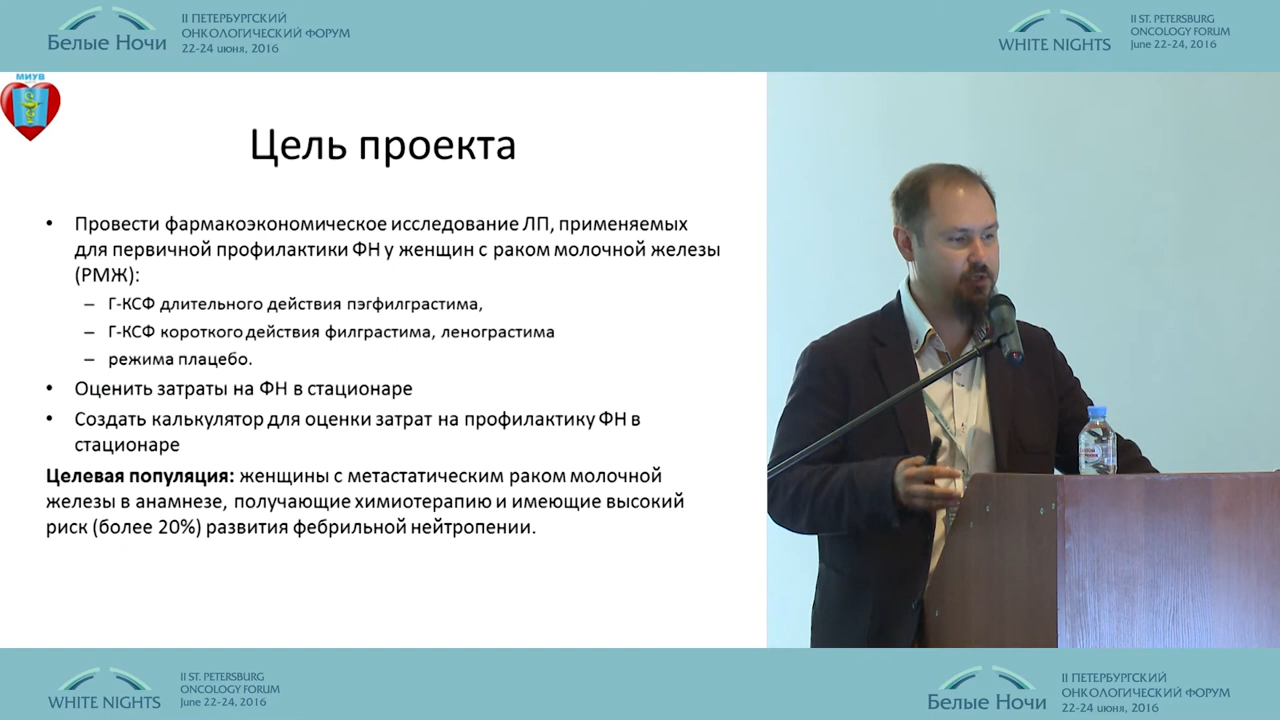 II ПЕТЕРБУРГСКИЙ
ОНКОЛОГИЧЕСКИЙ ФОРУМ
Белые Ночи
22-24 июня, 2016
II ST. PETERSBURG
ONCOLOGY FORUM
WHITE NIGHTS
June 22-24, 2016
МИУВ
Цель проекта
• Провести фармакоэкономическое исследование ЛП, применяемых
для первичной профилактики ФН у женщин с раком молочной железы
(РМЖ):
– Г-КСФ длительного действия пэгфилграстима,
– Г-КСФ короткого действия филграстима, ленограстима
– режима плацебо.
• Оценить затраты на ФН в стационаре
• Создать калькулятор для оценки затрат на профилактику ФН в
стационаре
Целевая популяция: женщины с метастатическим раком молочной
железы в анамнезе, получающие химиотерапию и имеющие высокий
риск (более 20%) развития фебрильной нейтропении.
II ST. PETERSBURG
ONCOLOGY FORUM
WHITE NIGHTS
June 22-24, 2016
II ПЕТЕРБУРГСКИЙ
ОНКОЛОГИЧЕСКИЙ ФОРУМ
Белые Ночи
22-24 июня, 2016